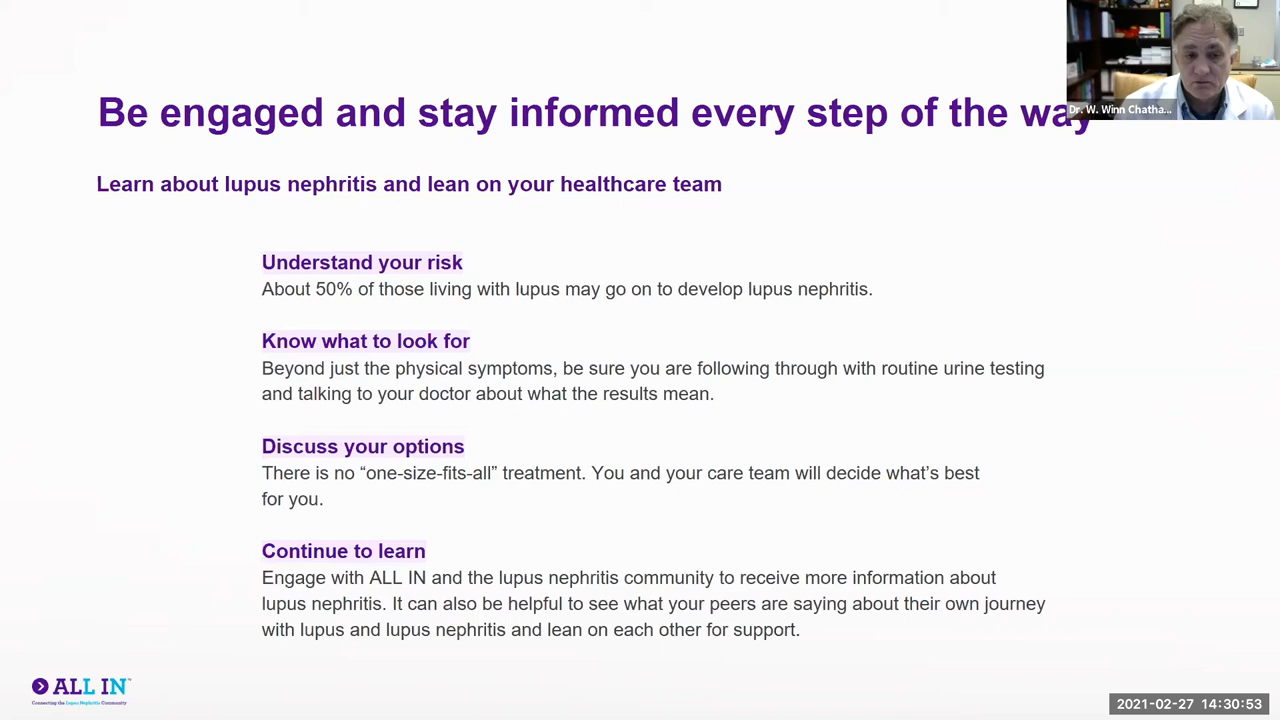 Be engaged and stay informed every step of the way
Dr. W. Winn Chatha...
Learn about lupus nephritis and lean on your healthcare team
Understand your risk
About 50% of those living with lupus may go on to develop lupus nephritis.
Know what to look for
Beyond just the physical symptoms, be sure you are following through with routine urine testing
and talking to your doctor about what the results mean.
Discuss your options
There is no “one-size-fits-all” treatment. You and your care team will decide what’s best
for you.
Continue to learn
Engage with ALL IN and the lupus nephritis community to receive more information about
lupus nephritis. It can also be helpful to see what your peers are saying about their own journey
with lupus and lupus nephritis and lean on each other for support.
ALL IN™
Connecting the Lupus Nephritis Community
2021-02-27 14:30:53